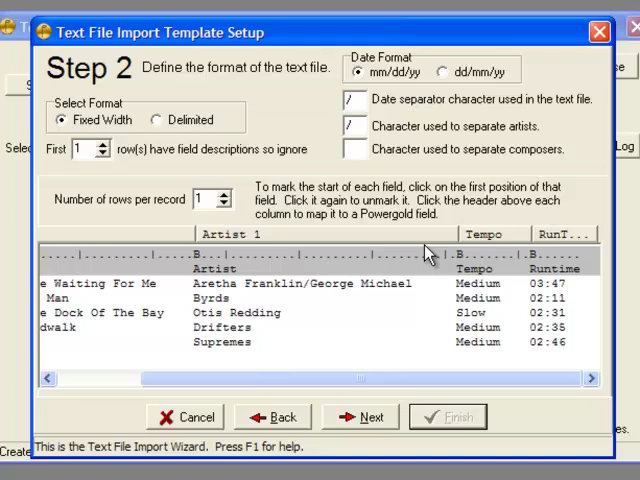 Text File Import Template Setup
Step 2 Define the format of the text file.
Date Format
mm/dd/yy dd/mm/yy
/ Date separator character used in the text file.
Select Format
Fixed Width Delimited
/ Character used to separate artists.
First 1 row(s) have field descriptions so ignore
Character used to separate composers.
Number of rows per record 1
To mark the start of each field, click on the first position of that
field. Click it again to unmark it. Click the header above each
column to map it to a Powergold field.
Artist 1 Tempo RunT...
.....|.........|.....B...|.........|.........|.........|.B.......|.B......
Artist Tempo Runtime
e Waiting For Me Aretha Franklin/George Michael Medium 03:47
Man Byrds Medium 02:11
e Dock Of The Bay Otis Redding Slow 02:31
dwalk Drifters Medium 02:35
Supremes Medium 02:46
Cancel Back Next Finish
This is the Text File Import Wizard. Press F1 for help.
Selec
Log
es.
Create